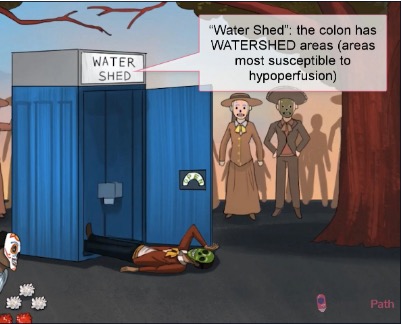 “Water Shed”: the colon has
WATERSHED areas (areas
most susceptible to
hypoperfusion)
WATER
SHED
Path